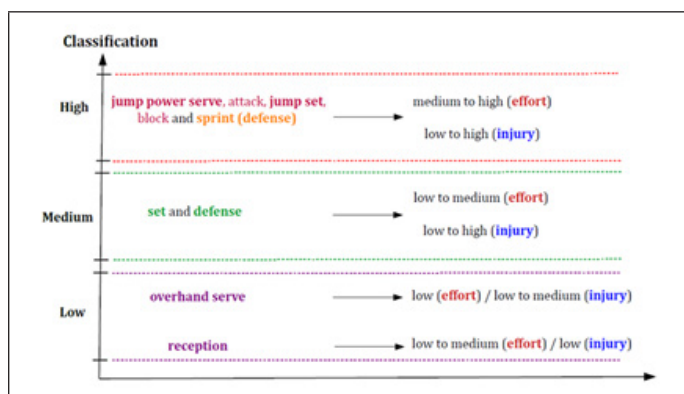 Classification
High
jump power serve, attack, jump set,
block and sprint (defense)
medium to high (effort)
low to high (injury)
Medium
set and defense
low to medium (effort)
low to high (injury)
Low
overhand serve
low (effort) / low to medium (injury)
reception
low to medium (effort) / low (injury)